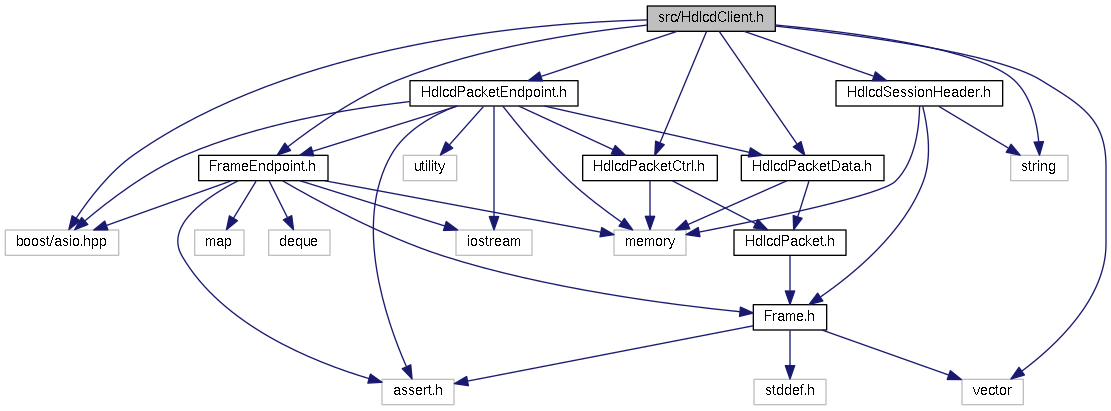 src/HdlcdClient.h
HdlcdPacketEndpoint.h
HdlcdSessionHeader.h
FrameEndpoint.h
utility
HdlcdPacketCtrl.h
HdlcdPacketData.h
string
boost/asio.hpp
map
deque
iostream
memory
HdlcdPacket.h
Frame.h
assert.h
stddef.h
vector